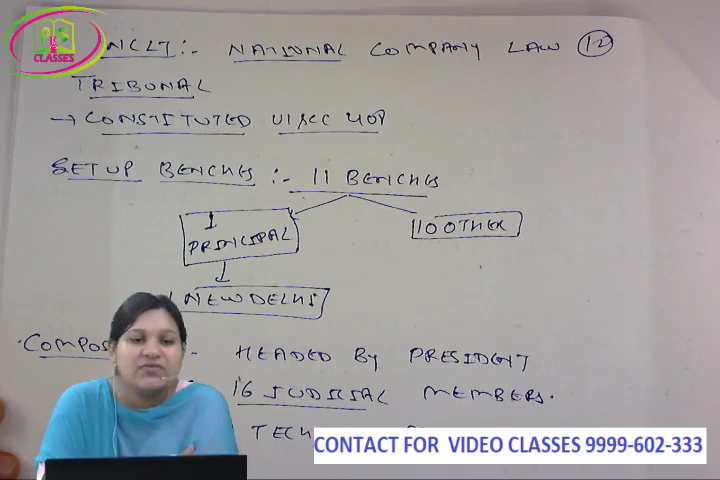 CLASSES
NCLT :- NATIONAL COMPANY LAW 12
TRIBUNAL
→ CONSTITUTED U/SEC 408
SETUP BENCHES :- 11 BENCHES
1
PRINCIPAL
10 OTHER
NEW DELHI
COMPOS - HEADED BY PRESIDENT
16 JUDICIAL MEMBERS.
TECH
CONTACT FOR VIDEO CLASSES 9999-602-333